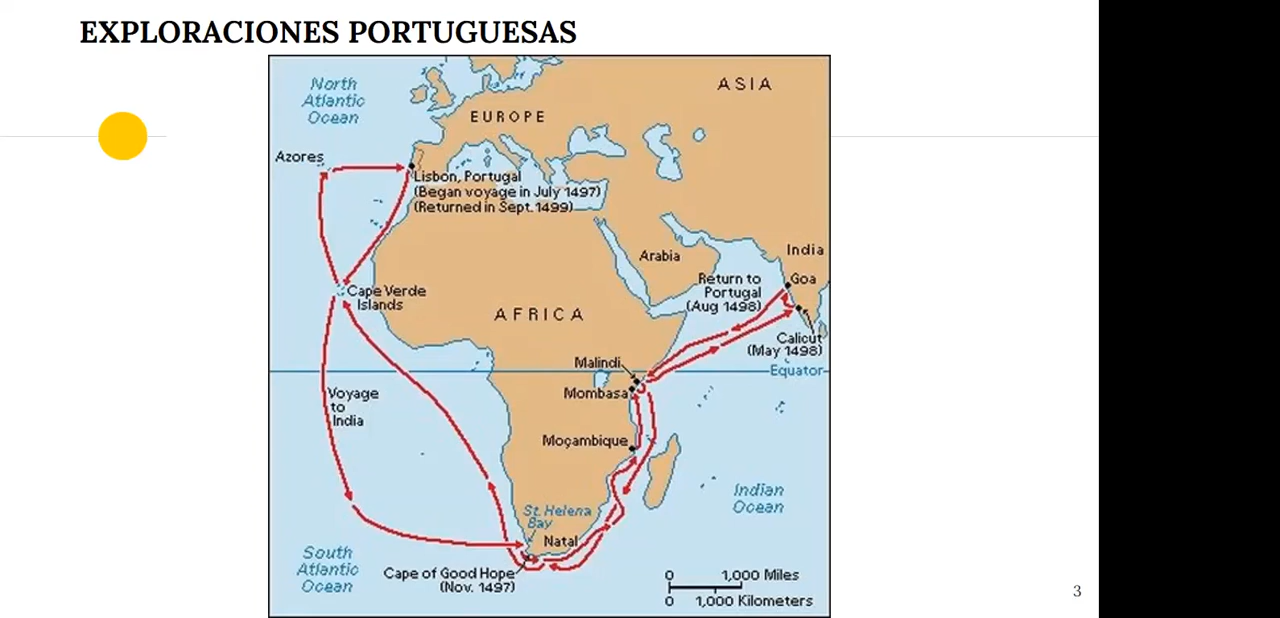 EXPLORACIONES PORTUGUESAS
North
Atlantic
Ocean
ASIA
EUROPE
Azores
Lisbon, Portugal
(Began voyage in July 1497)
(Returned in Sept. 1499)
Arabia
India
Goa
Return to
Portugal
(Aug 1498)
Cape Verde
Islands
AFRICA
Calicut
(May 1498)
Malindi
Equator
Mombasa
Voyage
to
India
Moçambique
Indian
Ocean
St. Helena
Bay
Natal
South
Atlantic
Ocean
Cape of Good Hope
(Nov. 1497)
0 1,000 Miles
0 1,000 Kilometers
3